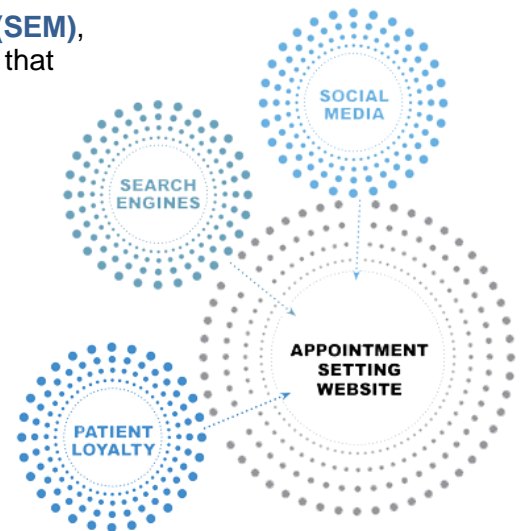 (SEM),
that
SOCIAL
MEDIA
SEARCH
ENGINES
APPOINTMENT
SETTING
WEBSITE
PATIENT
LOYALTY